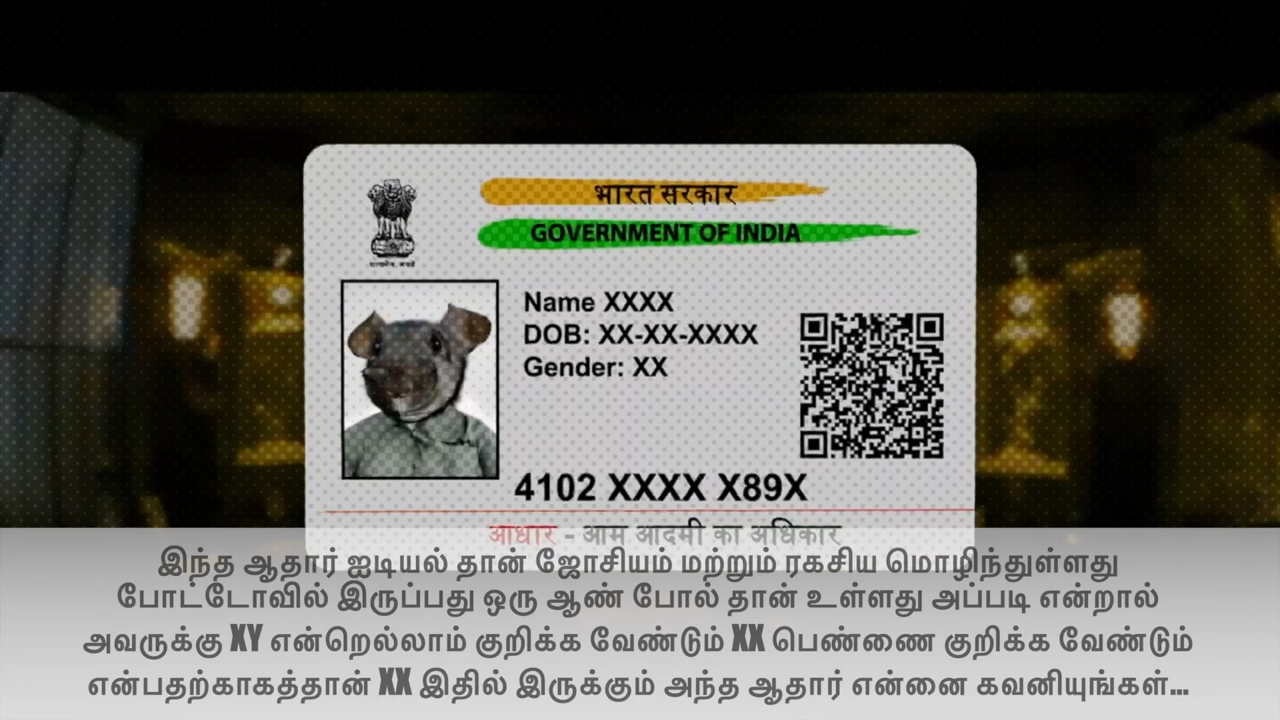 भारत सरकार
GOVERNMENT OF INDIA
Name XXXX
DOB: XX-XX-XXXX
Gender: XX
4102 XXXX X89X
आधार - आम आदमी का अधिकार
இந்த ஆதார் ஐடியல் தான் ஜோசியம் மற்றும் ரகசிய மொழிந்துள்ளது
போட்டோவில் இருப்பது ஒரு ஆண் போல் தான் உள்ளது அப்படி என்றால்
அவருக்கு XY என்றெல்லாம் குறிக்க வேண்டும் XX பெண்ணை குறிக்க வேண்டும்
என்பதற்காகத்தான் XX இதில் இருக்கும் அந்த ஆதார் என்னை கவனியுங்கள்...